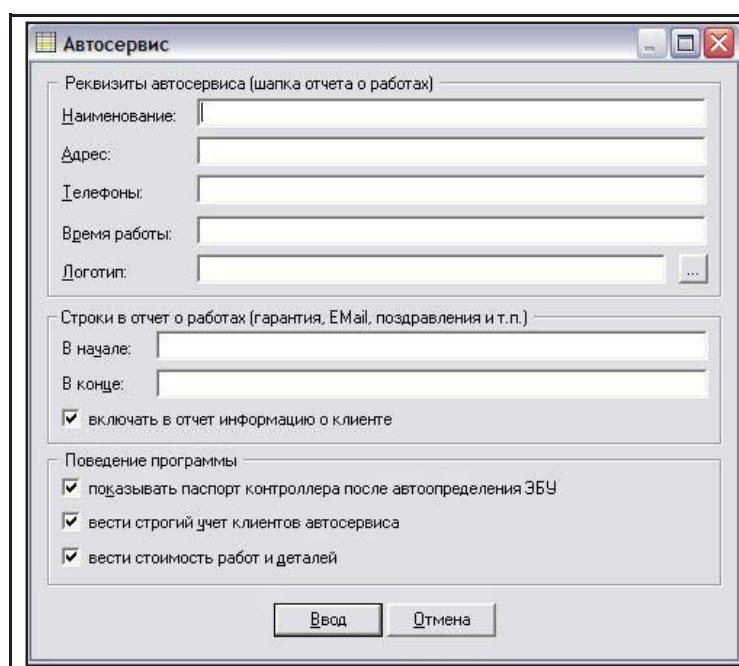 Автосервис
Реквизиты автосервиса (шапка отчета о работах)
Наименование:
Адрес:
Телефоны:
Время работы:
Логотип:
...
Строки в отчет о работах (гарантия, EMail, поздравления и т.п.)
В начале:
В конце:
включать в отчет информацию о клиенте
Поведение программы
показывать паспорт контроллера после автоопределения ЭБУ
вести строгий учет клиентов автосервиса
вести стоимость работ и деталей
Ввод Отмена